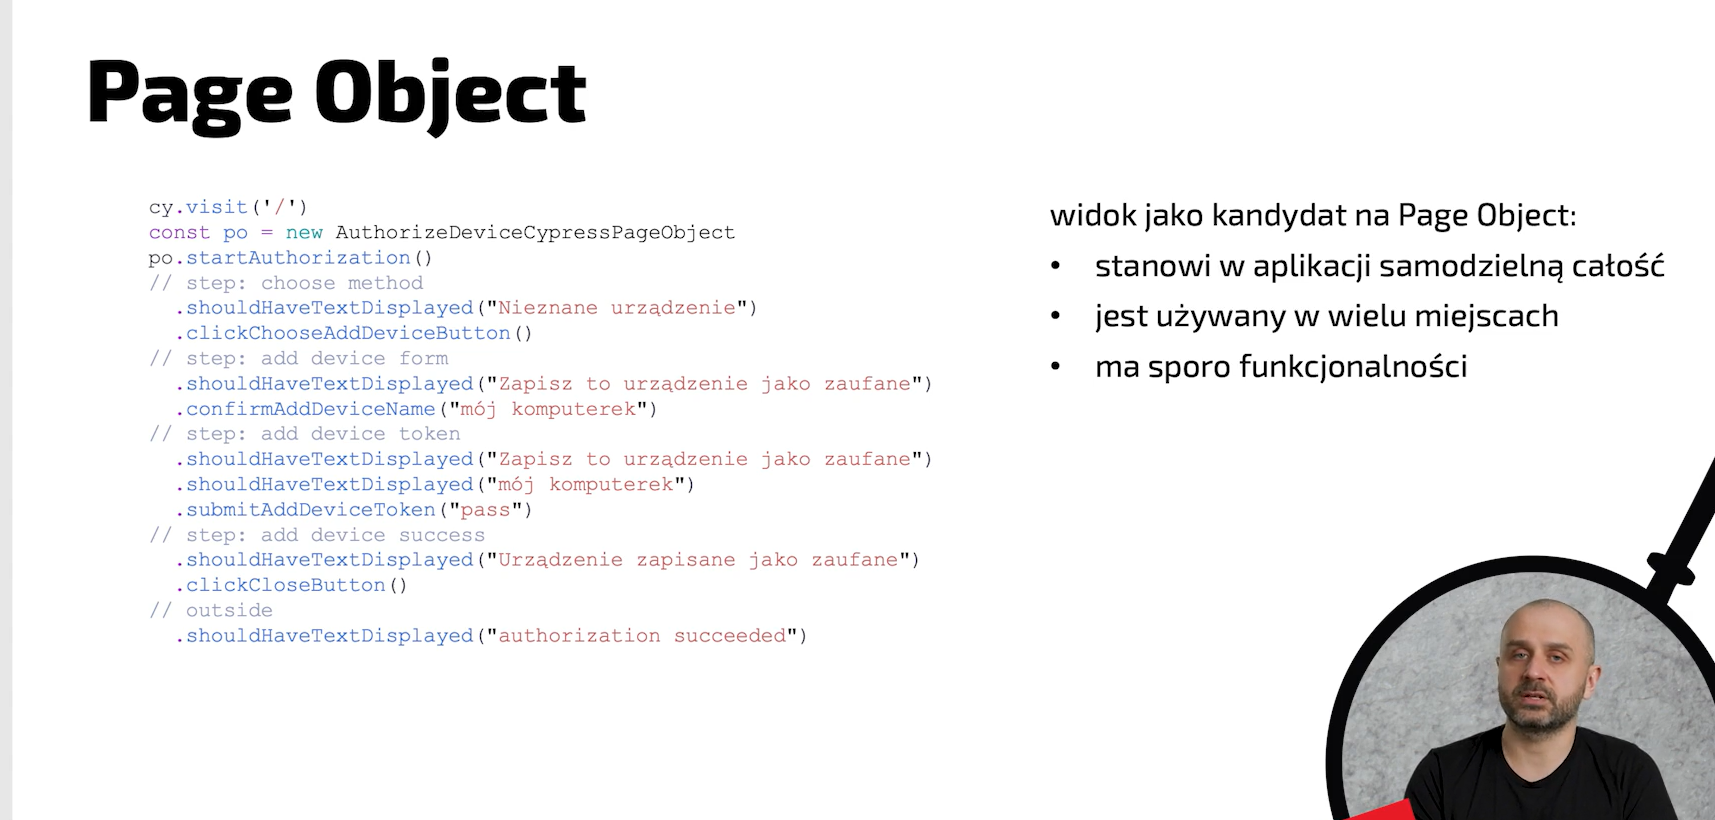 Page Object
cy.visit('/')
const po = new AuthorizeDeviceCypressPageObject
po.startAuthorization()
// step: choose method
.shouldHaveTextDisplayed("Nieznane urządzenie")
.clickChooseAddDeviceButton()
// step: add device form
.shouldHaveTextDisplayed("Zapisz to urządzenie jako zaufane")
.confirmAddDeviceName("mój komputerek")
// step: add device token
.shouldHaveTextDisplayed("Zapisz to urządzenie jako zaufane")
.shouldHaveTextDisplayed("mój komputerek")
.submitAddDeviceToken("pass")
// step: add device success
.shouldHaveTextDisplayed("Urządzenie zapisane jako zaufane")
.clickCloseButton()
// outside
.shouldHaveTextDisplayed("authorization succeeded")
widok jako kandydat na Page Object:
• stanowi w aplikacji samodzielną całość
• jest używany w wielu miejscach
• ma sporo funkcjonalności